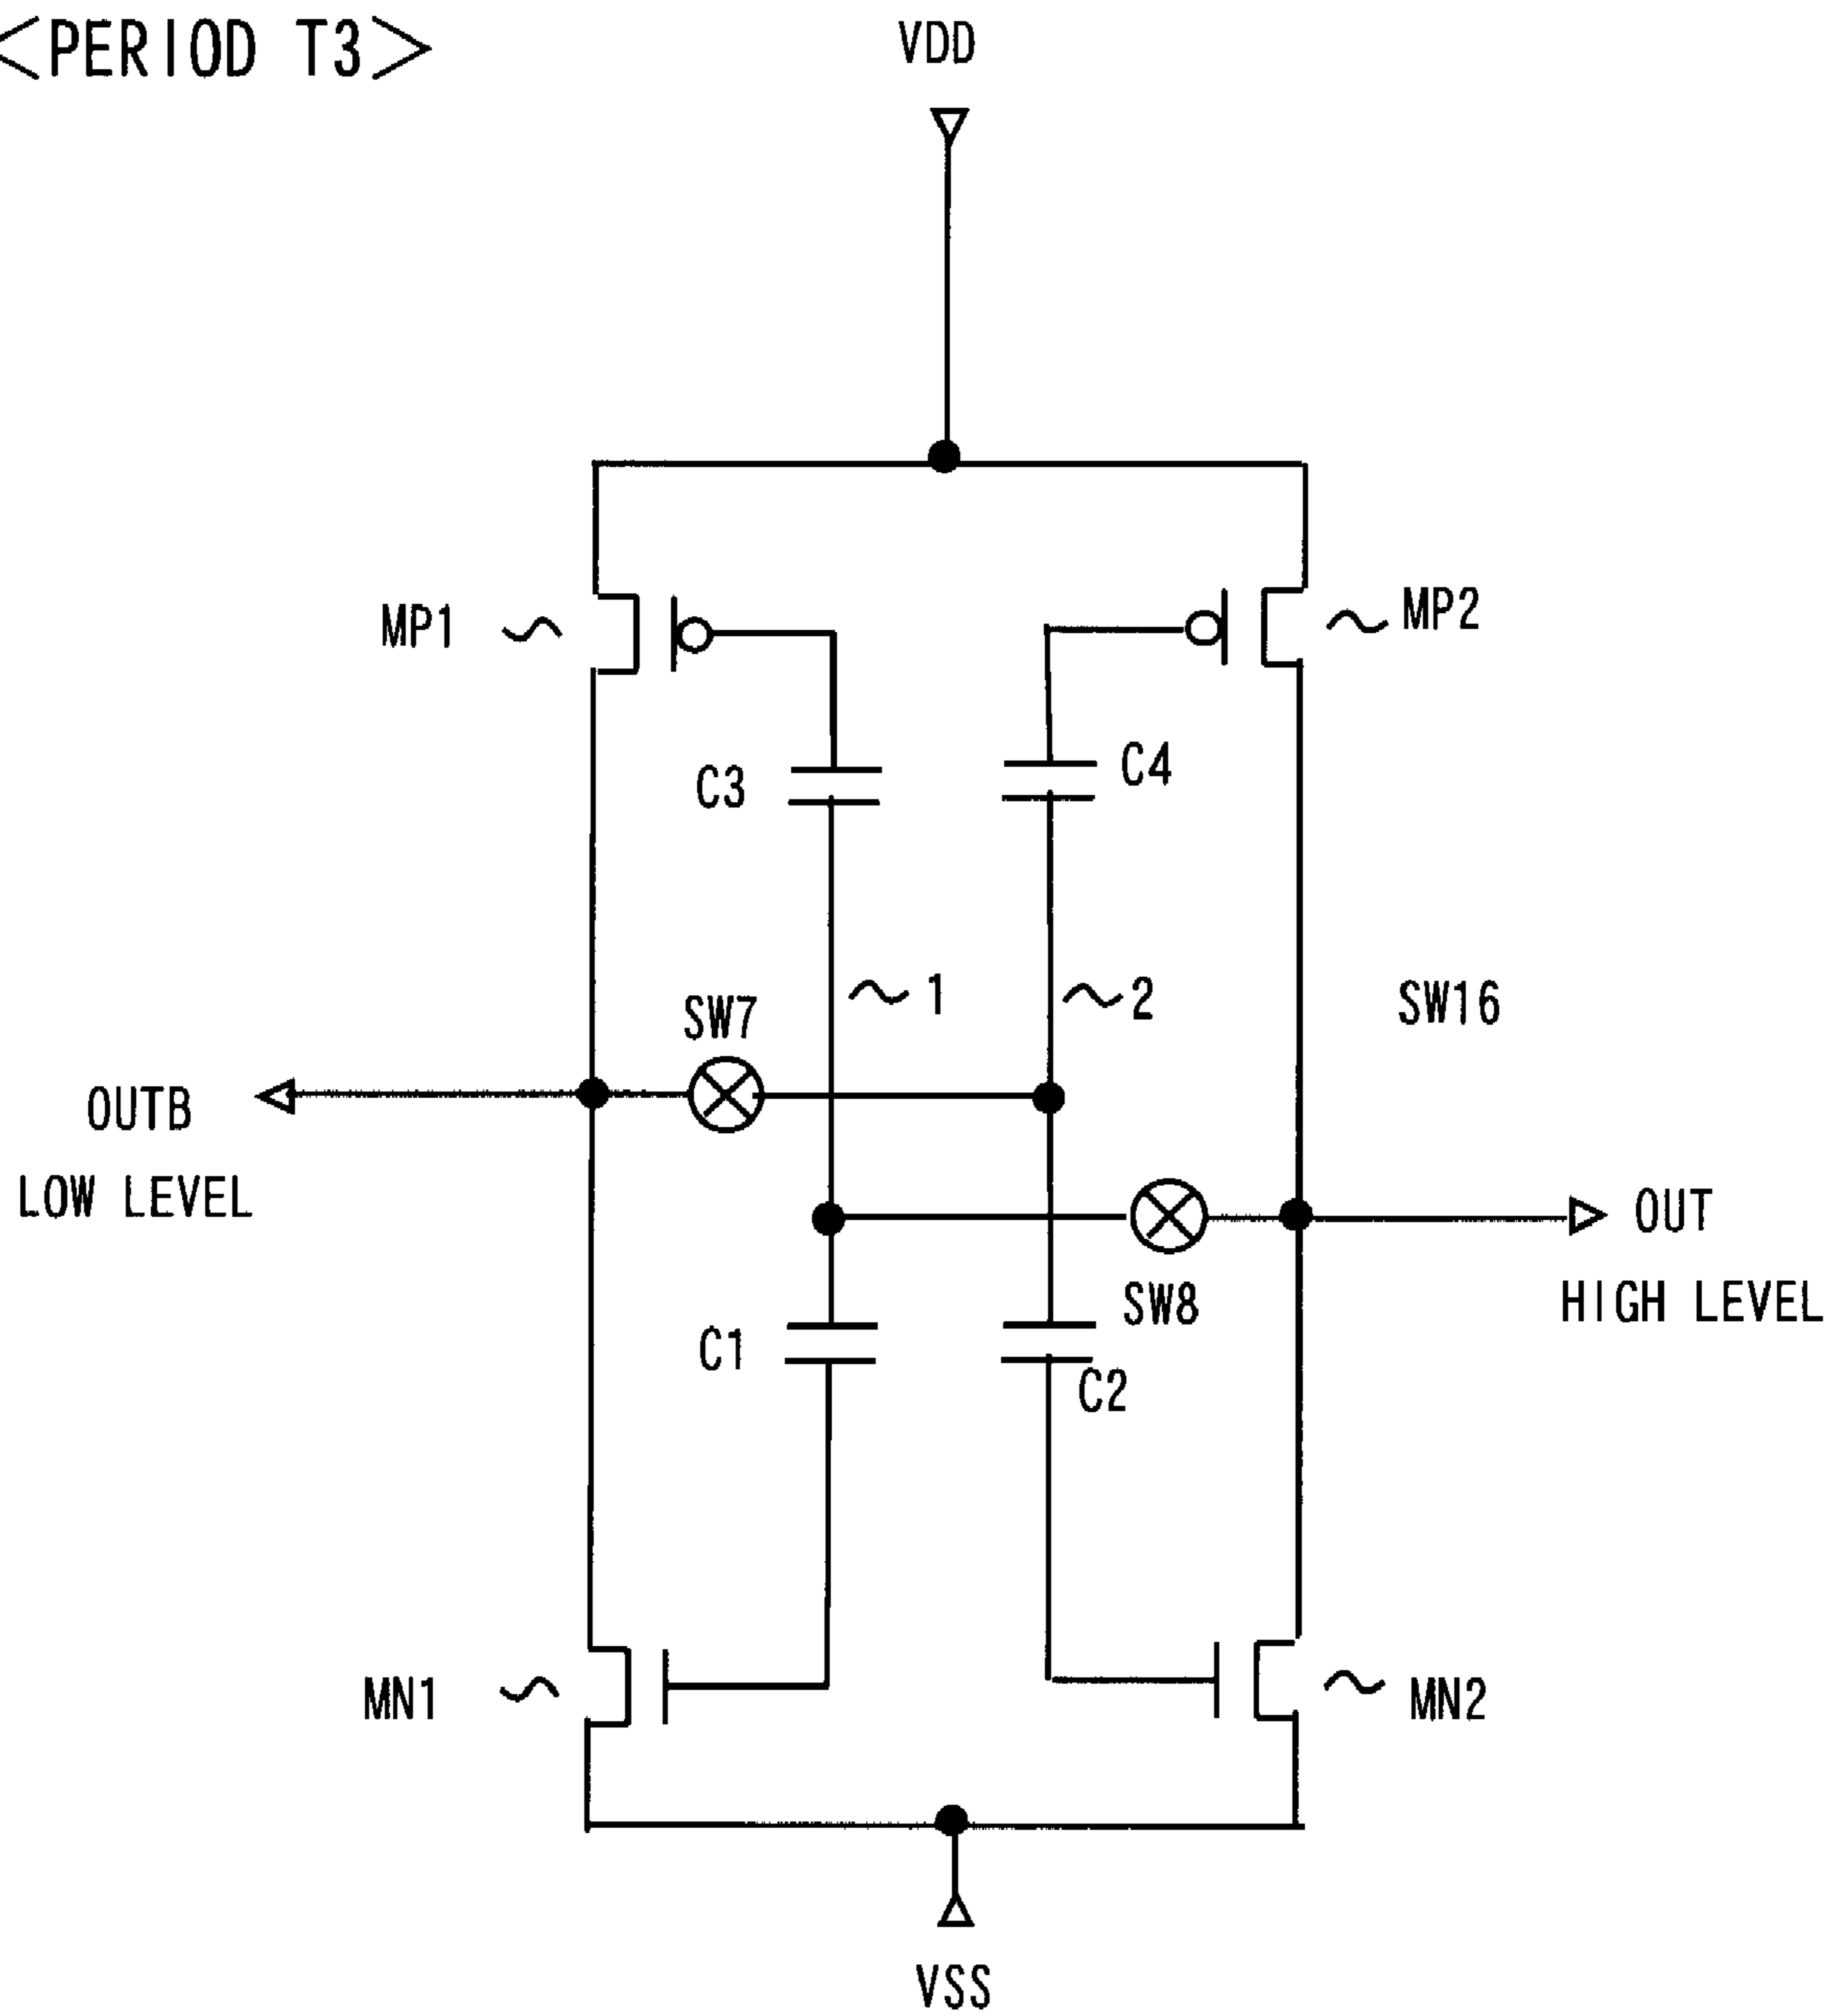 <PERIOD T3>
VDD
MP1
MP2
C3
C4
1
2
SW7
SW16
OUTB
LOW LEVEL
OUT
HIGH LEVEL
SW8
C1
C2
MN1
MN2
VSS